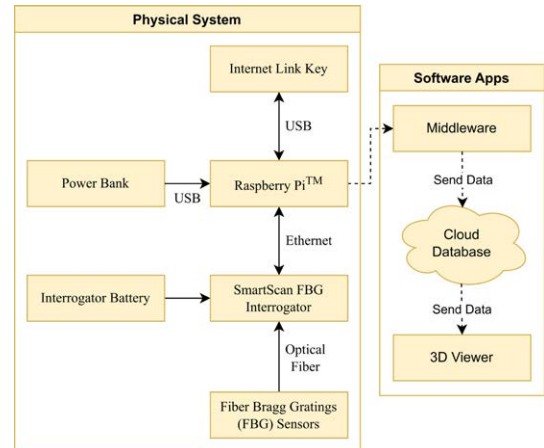 Physical System
Internet Link Key
USB
Power Bank
USB
Raspberry Pi™
Ethernet
Interrogator Battery
SmartScan FBG
Interrogator
Optical
Fiber
Fiber Bragg Gratings
(FBG) Sensors
Software Apps
Middleware
Send Data
Cloud
Database
Send Data
3D Viewer